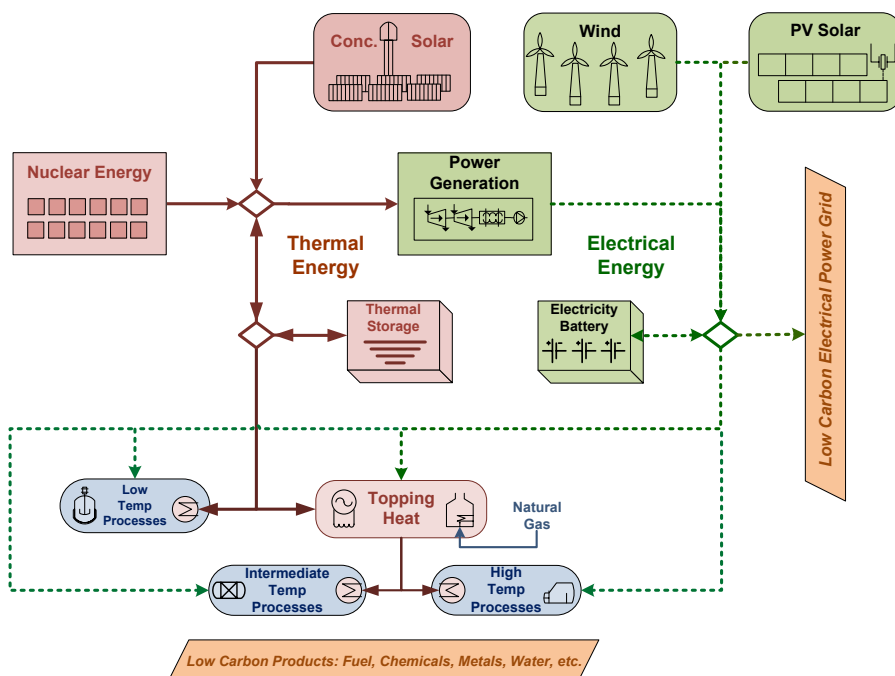 Conc. Solar
Wind
PV Solar
Nuclear Energy
Power
Generation
Thermal
Energy
Electrical
Energy
Low Carbon Electrical Power Grid
Thermal
Storage
Electricity
Battery
Low
Temp
Processes
Topping
Heat
Natural
Gas
Intermediate
Temp
Processes
High
Temp
Processes
Low Carbon Products: Fuel, Chemicals, Metals, Water, etc.